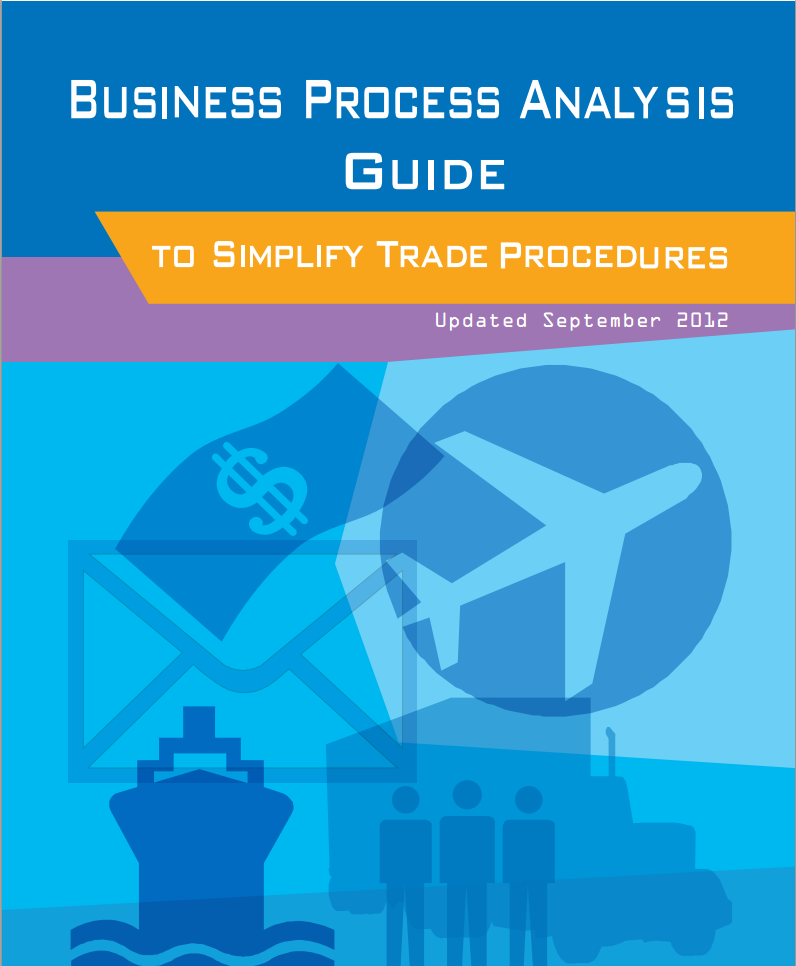 Business Process Analysis
Guide
to Simplify Trade Procedures
Updated September 2012
$